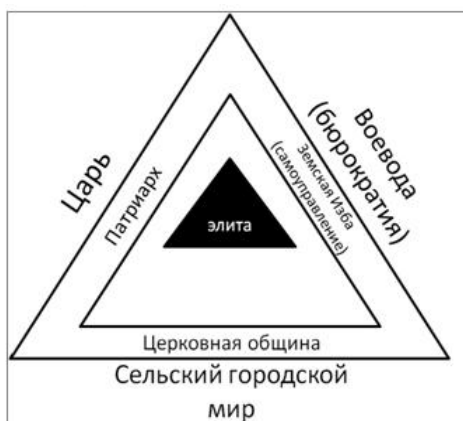 Царь
Патриарх
элита
Земская Изба
(самоуправление)
Воевода
(бюрократия)
Церковная община
Сельский городской
мир